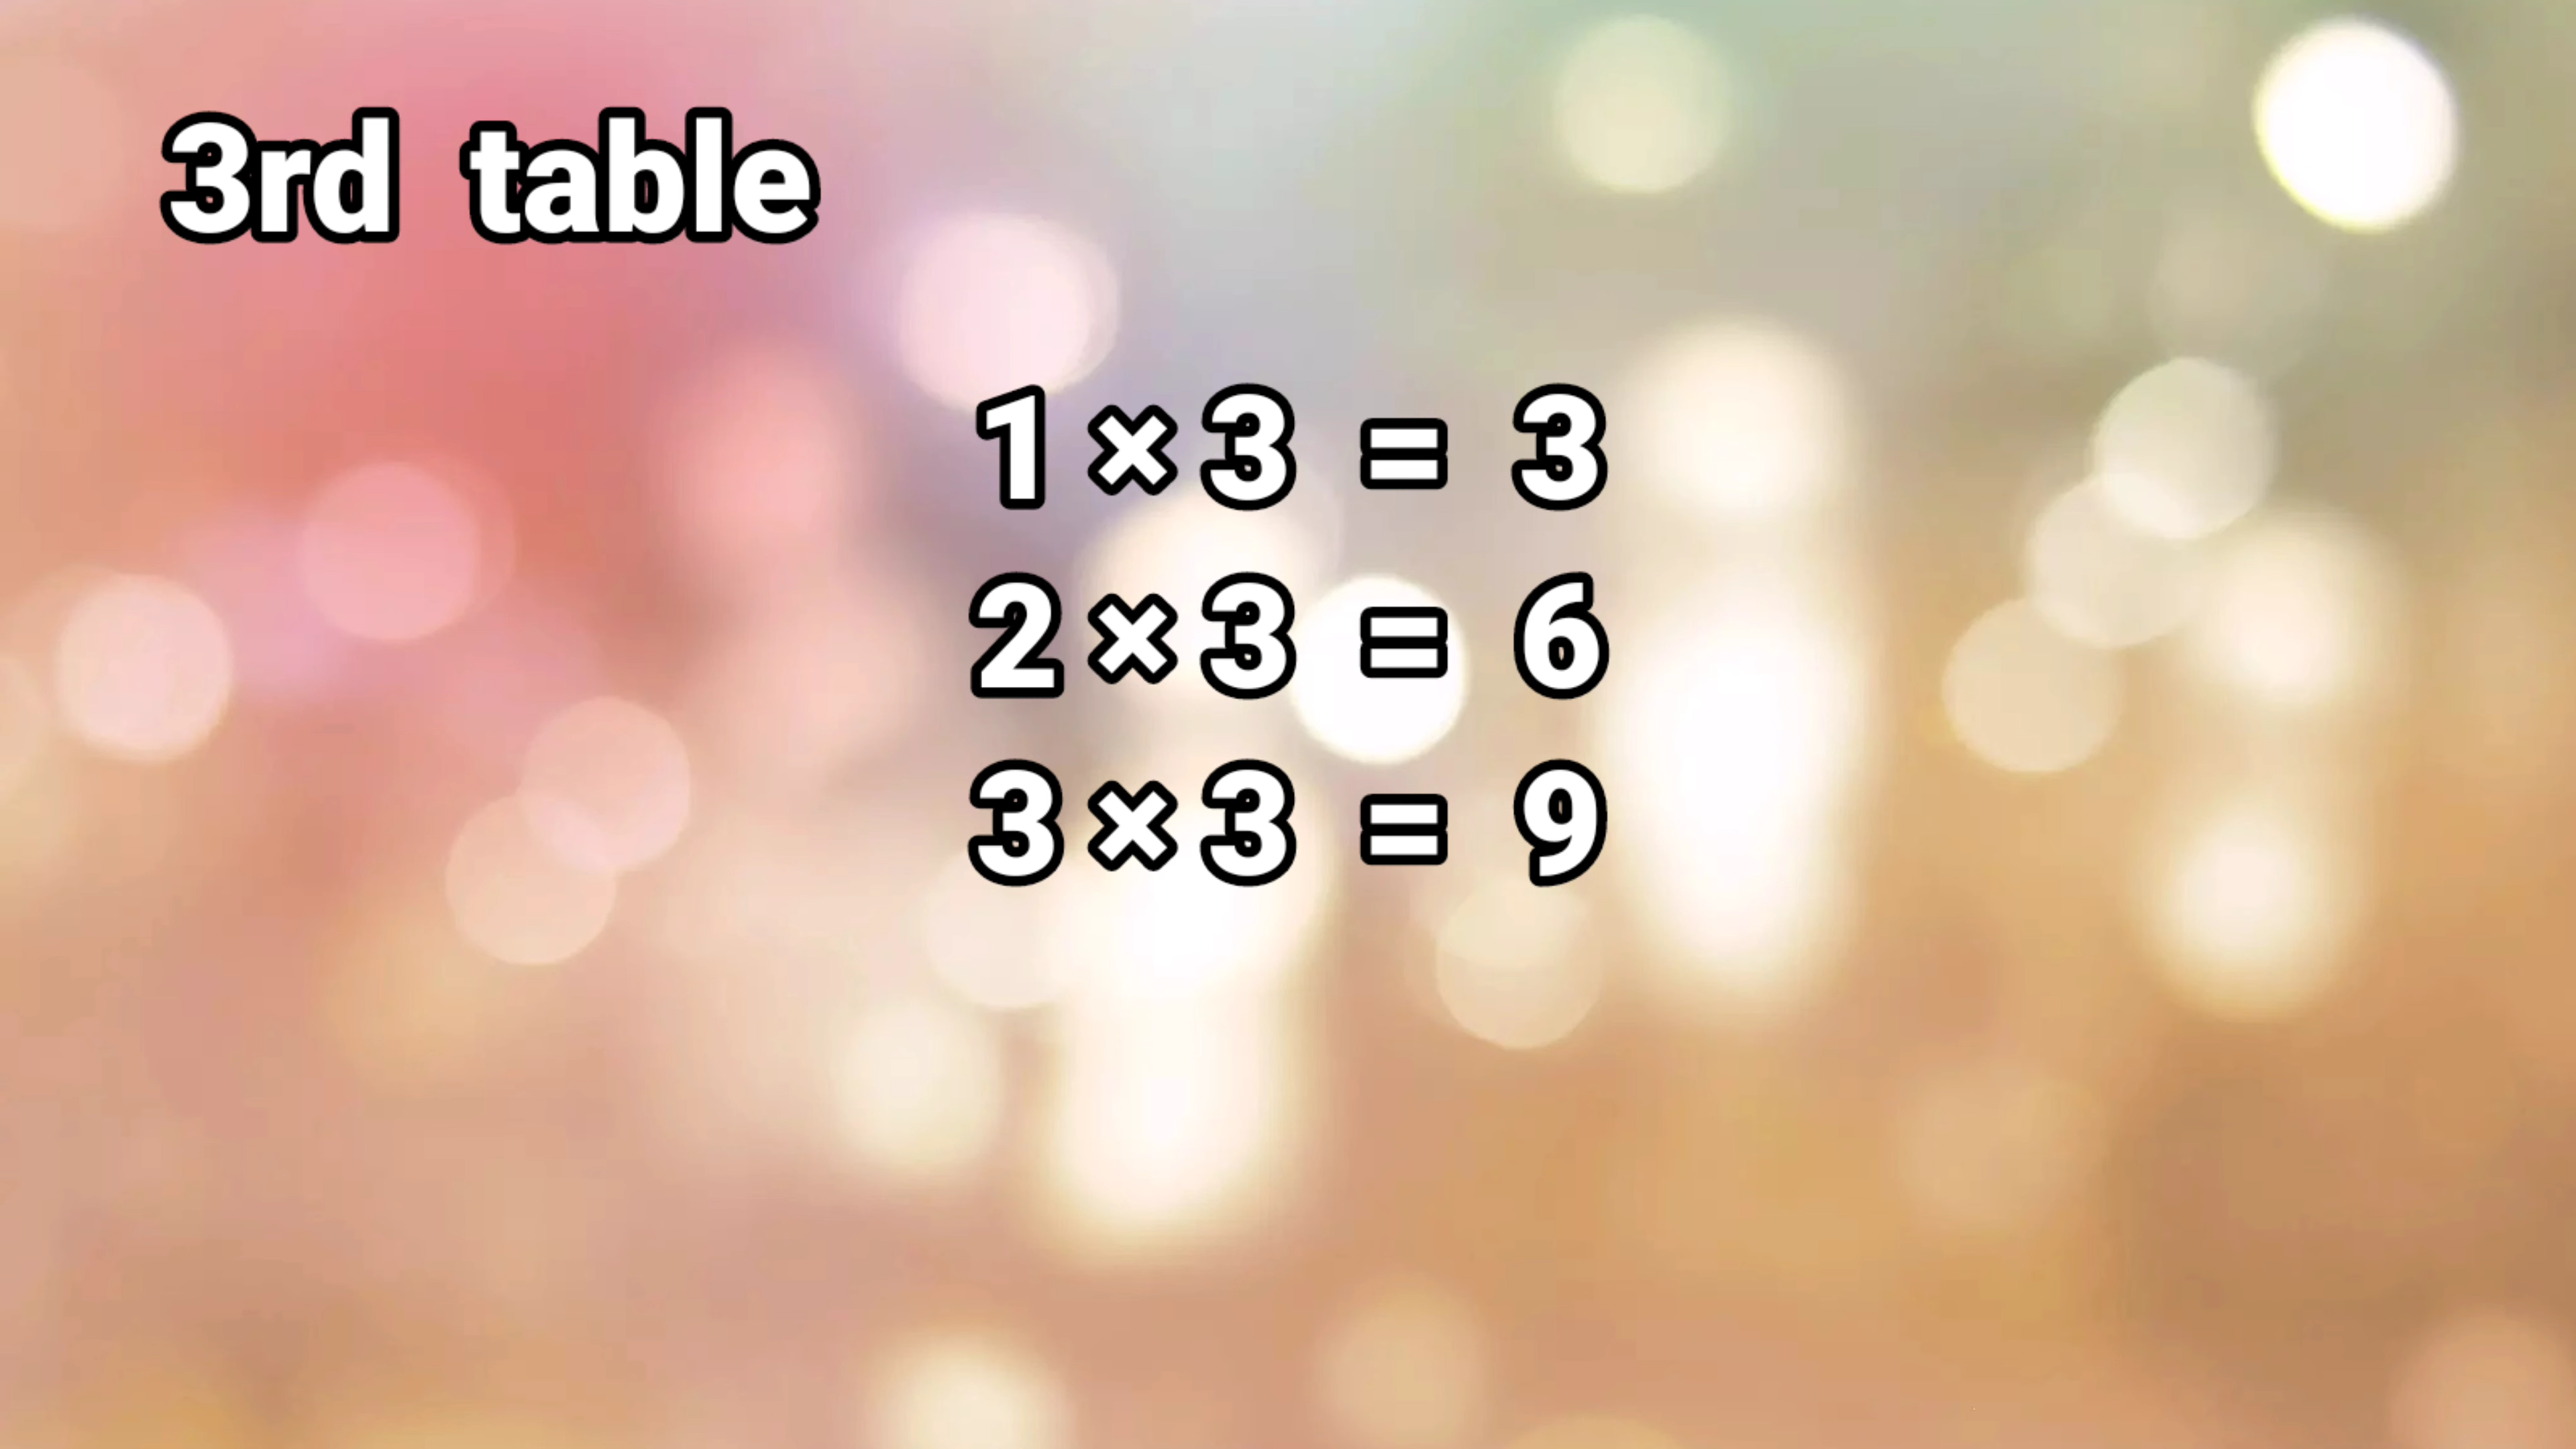 3rd table
1 × 3 = 3
2 × 3 = 6
3 × 3 = 9